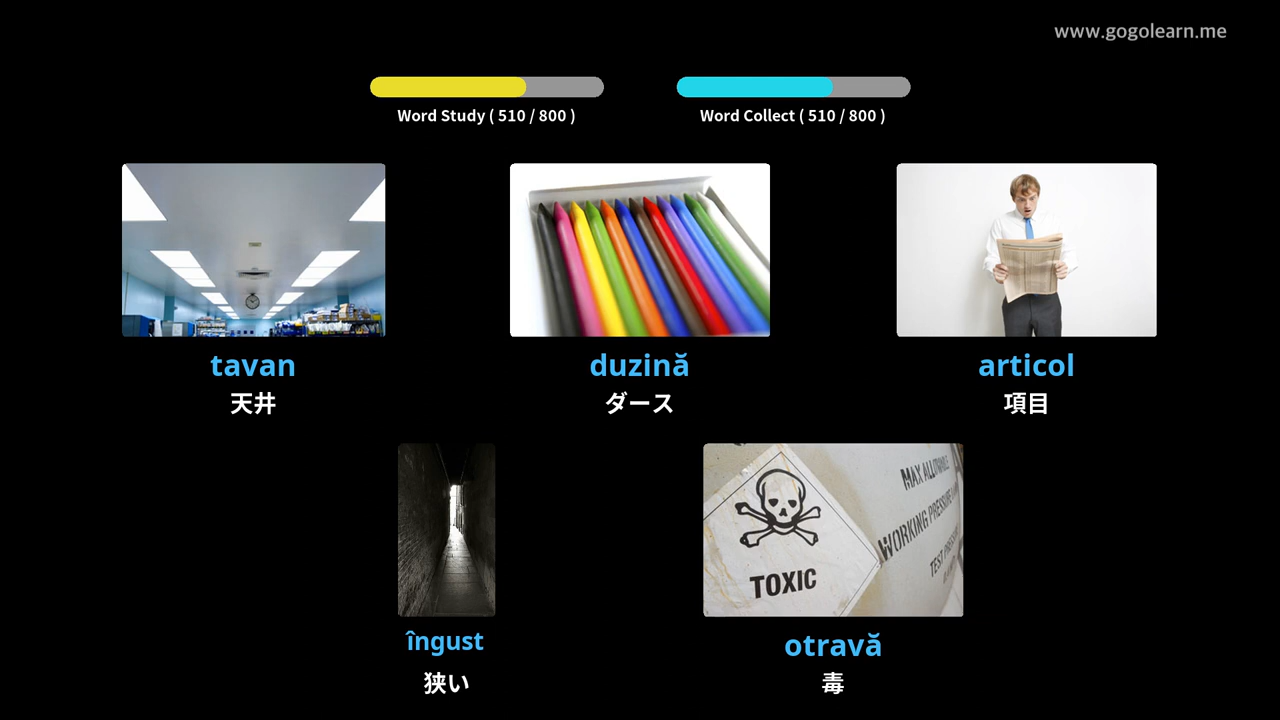 www.gogolearn.me
Word Study ( 510 / 800 )
Word Collect ( 510 / 800 )
tavan
duzină
articol
天井
ダース
項目
MAX ALLOWABLE
WORKING PRESSURE
TEST PRESSURE
TOXIC
îngust
otravă
狭い
毒